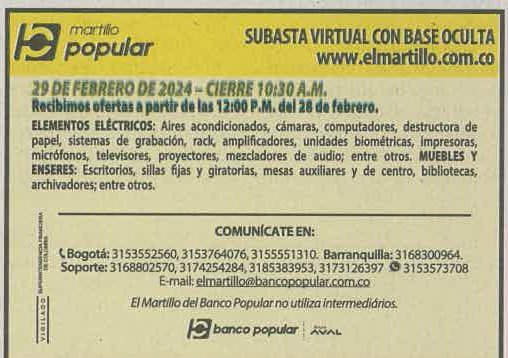 martillo
popular
SUBASTA VIRTUAL CON BASE OCULTA
www.elmartillo.com.co
29 DE FEBRERO DE 2024 – CIERRE 10:30 A.M.
Recibimos ofertas a partir de las 12:00 P.M. del 28 de febrero.
ELEMENTOS ELÉCTRICOS: Aires acondicionados, cámaras, computadores, destructora de
papel, sistemas de grabación, rack, amplificadores, unidades biométricas, impresoras,
micrófonos, televisores, proyectores, mezcladores de audio; entre otros. MUEBLES Y
ENSERES: Escritorios, sillas fijas y giratorias, mesas auxiliares y de centro, bibliotecas,
archivadores; entre otros.
COMUNÍCATE EN:
Bogotá: 3153552560, 3153764076, 3155551310. Barranquilla: 3168300964.
Soporte: 3168802570, 3174254284, 3185383953, 3173126397 3153573708
E-mail: elmartillo@bancopopular.com.co
El Martillo del Banco Popular no utiliza intermediários.
banco popular
AVAL
VIGILADO
SUPERINTENDENCIA FINANCIERA
DE COLOMBIA